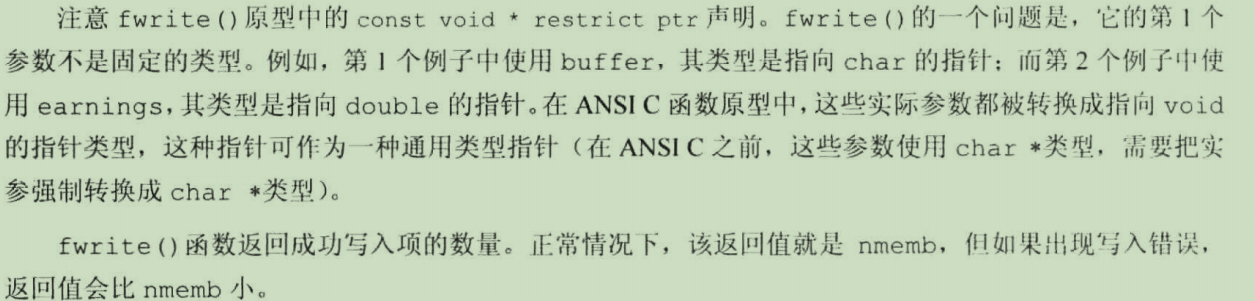 注意 fwrite()原型中的 const void * restrict ptr 声明。fwrite()的一个问题是，它的第 1 个
参数不是固定的类型。例如，第 1 个例子中使用 buffer，其类型是指向 char 的指针；而第 2 个例子中使
用 earnings，其类型是指向 double 的指针。在 ANSI C 函数原型中，这些实际参数都被转换成指向 void
的指针类型，这种指针可作为一种通用类型指针（在 ANSI C 之前，这些参数使用 char *类型，需要把实
参强制转换成 char *类型）。
fwrite()函数返回成功写入项的数量。正常情况下，该返回值就是 nmemb，但如果出现写入错误，
返回值会比 nmemb 小。